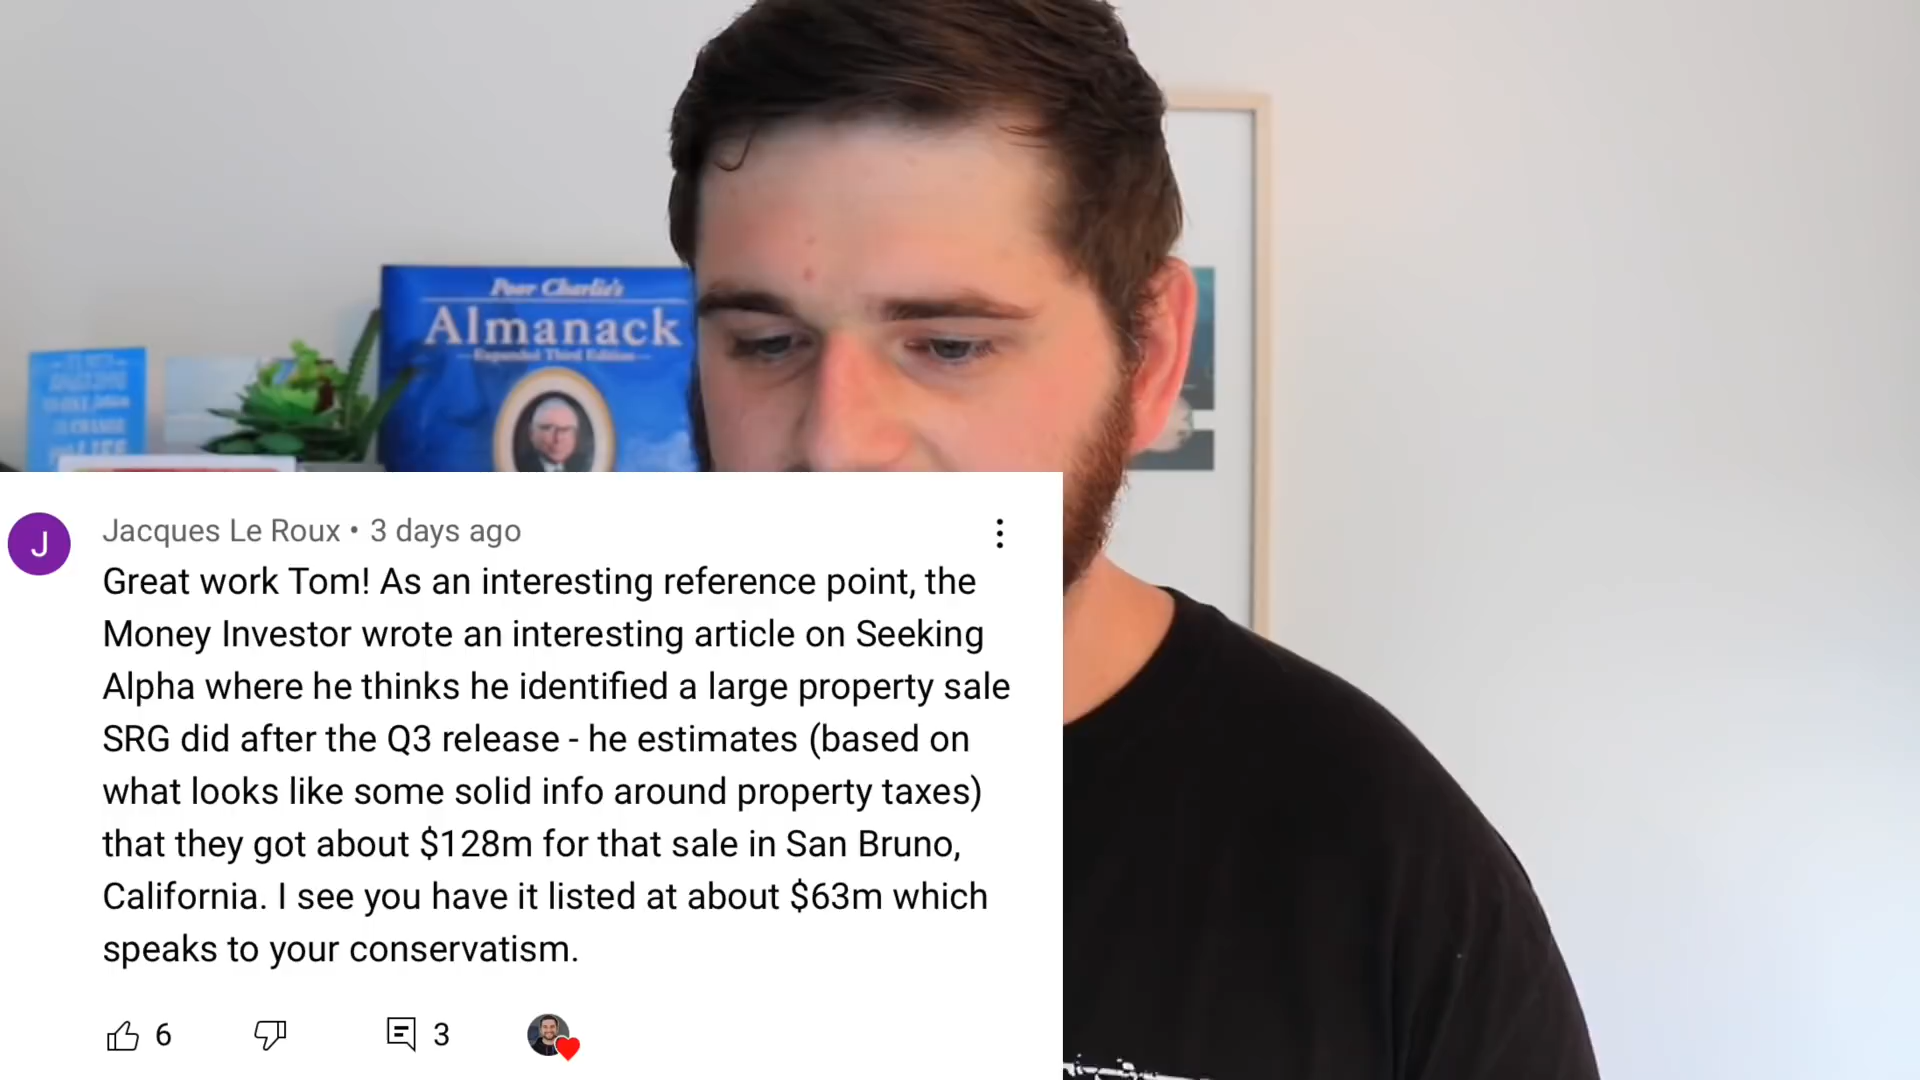 Poor Charlie's
Almanack
Expanded Third Edition
J
Jacques Le Roux • 3 days ago
Great work Tom! As an interesting reference point, the
Money Investor wrote an interesting article on Seeking
Alpha where he thinks he identified a large property sale
SRG did after the Q3 release - he estimates (based on
what looks like some solid info around property taxes)
that they got about $128m for that sale in San Bruno,
California. I see you have it listed at about $63m which
speaks to your conservatism.
6
3